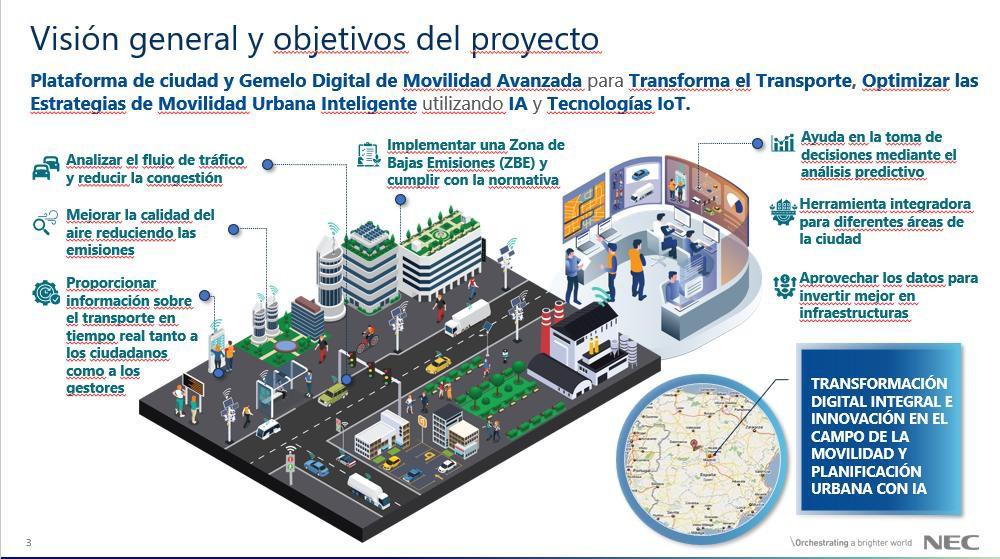 Visión general y objetivos del proyecto
Plataforma de ciudad y Gemelo Digital de Movilidad Avanzada para Transforma el Transporte, Optimizar las
Estrategias de Movilidad Urbana Inteligente utilizando IA y Tecnologías IoT.
Analizar el flujo de tráfico
y reducir la congestión
Mejorar la calidad del
aire reduciendo las
emisiones
Proporcionar
información sobre
el transporte en
tiempo real tanto a
los ciudadanos
como a los
gestores
Implementar una Zona de
Bajas Emisiones (ZBE) y
cumplir con la normativa
Ayuda en la toma de
decisiones mediante el
análisis predictivo
Herramienta integradora
para diferentes áreas de
la ciudad
Aprovechar los datos para
invertir mejor en
infraestructuras
TRANSFORMACIÓN
DIGITAL INTEGRAL E
INNOVACIÓN EN EL
CAMPO DE LA
MOVILIDAD Y
PLANIFICACIÓN
URBANA CON IA
Portugal
España
Madrid
Zaragoza
3
\Orchestrating a brighter world
NEC